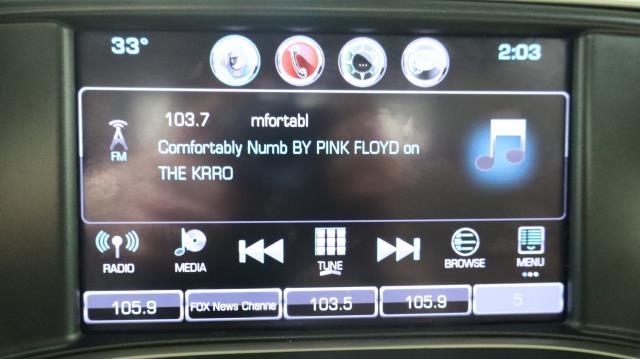 33° 2:03
103.7 mfortabl
FM
Comfortably Numb BY PINK FLOYD on
THE KRRO
RADIO MEDIA TUNE BROWSE MENU
105.9 FOX News Channe 103.5 105.9 5